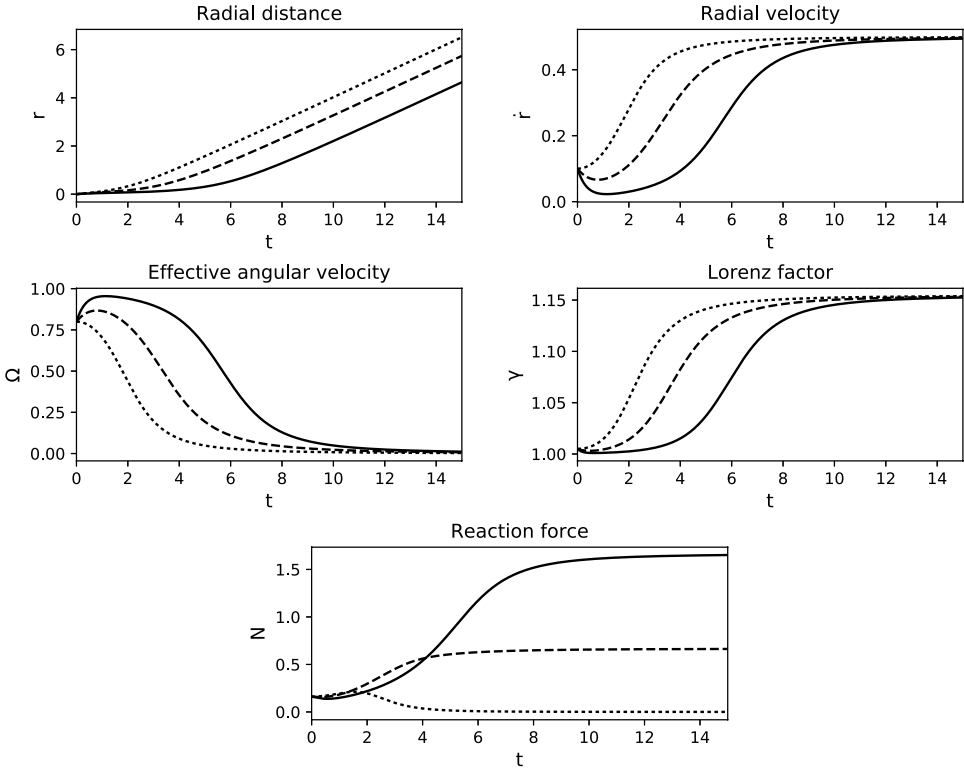 Radial distance
6
4
2
0
r
0 2 4 6 8 10 12 14
t
Radial velocity
0.4
0.2
0.0
ṙ
0 2 4 6 8 10 12 14
t
Effective angular velocity
1.00
0.75
0.50
0.25
0.00
Ω
0 2 4 6 8 10 12 14
t
Lorenz factor
1.15
1.10
1.05
1.00
γ
0 2 4 6 8 10 12 14
t
Reaction force
1.5
1.0
0.5
0.0
N
0 2 4 6 8 10 12 14
t